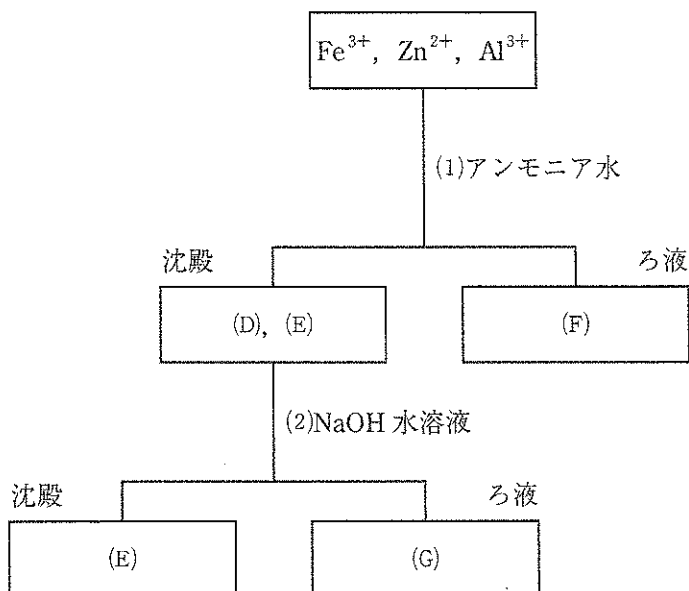 Fe³⁺, Zn²⁺, Al³⁺
(1)アンモニア水
沈殿 ろ液
(D), (E) (F)
(2)NaOH 水溶液
沈殿 ろ液
(E) (G)